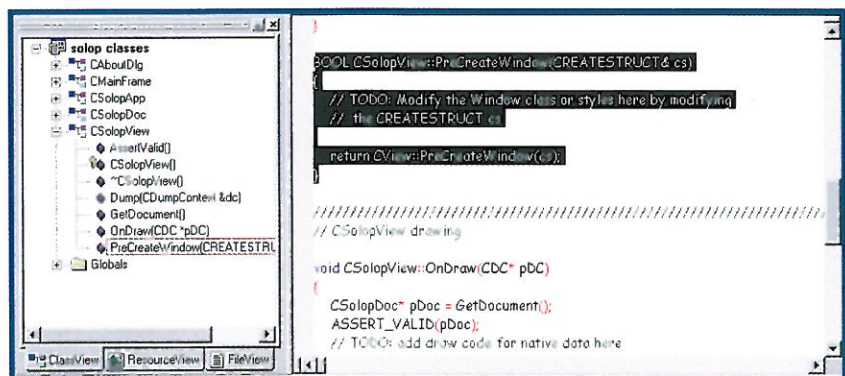 solop classes
CAboutDlg
CMainFrame
CSolopApp
CSolopDoc
CSolopView
AssertValid()
CSolopView()
~CSolopView()
Dump(CDumpContext &dc)
GetDocument()
OnDraw(CDC *pDC)
PreCreateWindow(CREATESTRU
Globals
ClassView
ResourceView
FileView
}
BOOL CSolopView::PreCreateWindow(CREATESTRUCT& cs)
{
// TODO: Modify the Window class or styles here by modifying
// the CREATESTRUCT cs
return CView::PreCreateWindow(cs);
}
/////////////////////////////////////////////////////////////////////////////
// CSolopView drawing
void CSolopView::OnDraw(CDC* pDC)
{
CSolopDoc* pDoc = GetDocument();
ASSERT_VALID(pDoc);
// TODO: add draw code for native data here